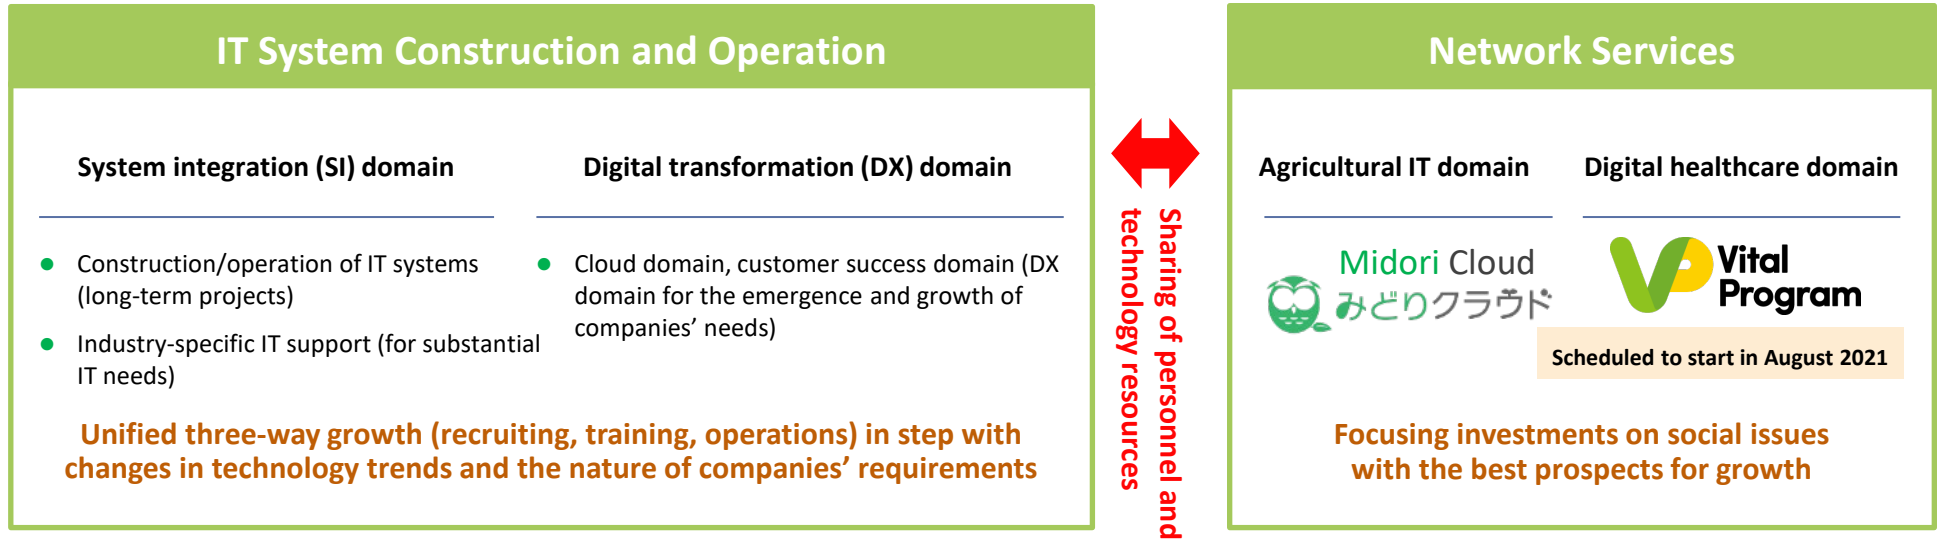 IT System Construction and Operation
System integration (SI) domain
Construction/operation of IT systems
(long-term projects)
Industry-specific IT support (for substantial
IT needs)
Digital transformation (DX) domain
Cloud domain, customer success domain (DX
domain for the emergence and growth of
companies’ needs)
Unified three-way growth (recruiting, training, operations) in step with
changes in technology trends and the nature of companies’ requirements
Sharing of personnel and
technology resources
Network Services
Agricultural IT domain
Midori Cloud
みどりクラウド
Digital healthcare domain
Vital
Program
Scheduled to start in August 2021
Focusing investments on social issues
with the best prospects for growth